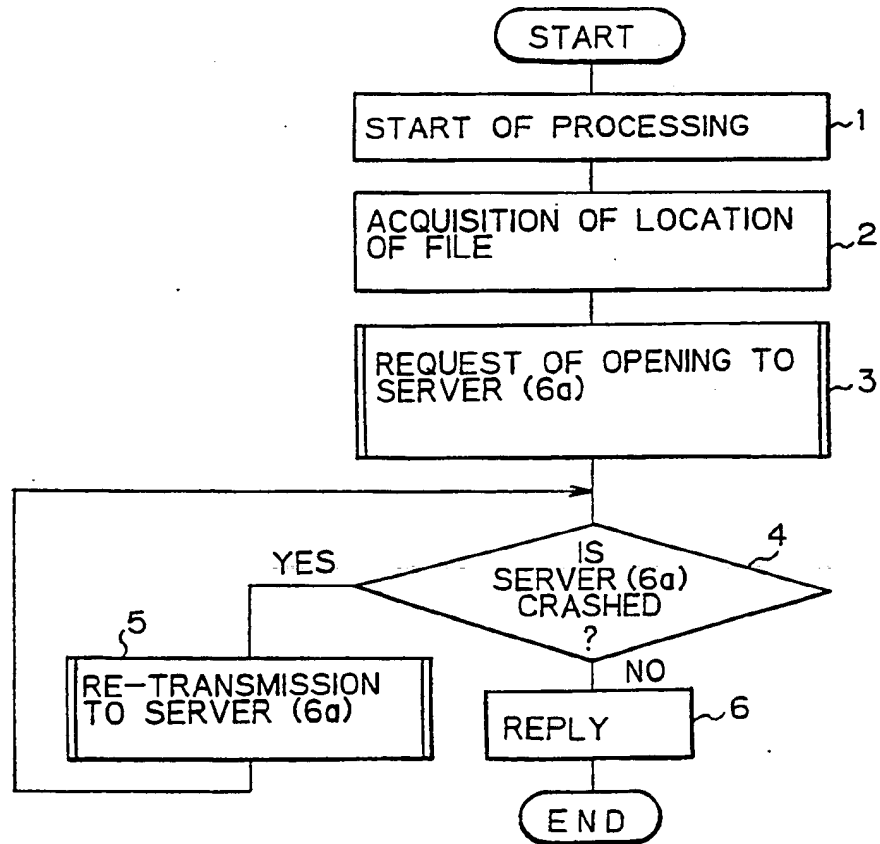 START
START OF PROCESSING
1
ACQUISITION OF LOCATION
OF FILE
2
REQUEST OF OPENING TO
SERVER (6a)
3
4
YES
IS
SERVER (6a)
CRASHED
?
NO
5
RE-TRANSMISSION
TO SERVER (6a)
REPLY
6
END